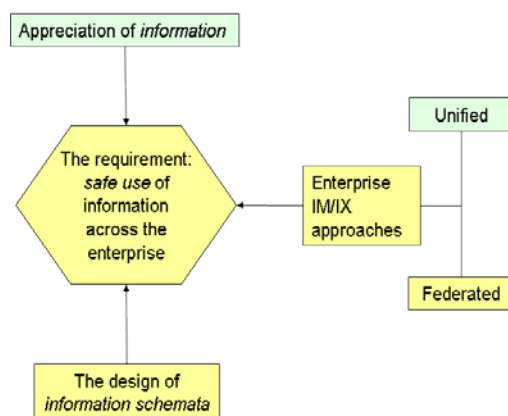 Appreciation of information
Unified
The requirement:
safe use of
information
across the
enterprise
Enterprise
IM/IX
approaches
Federated
The design of
information schemata